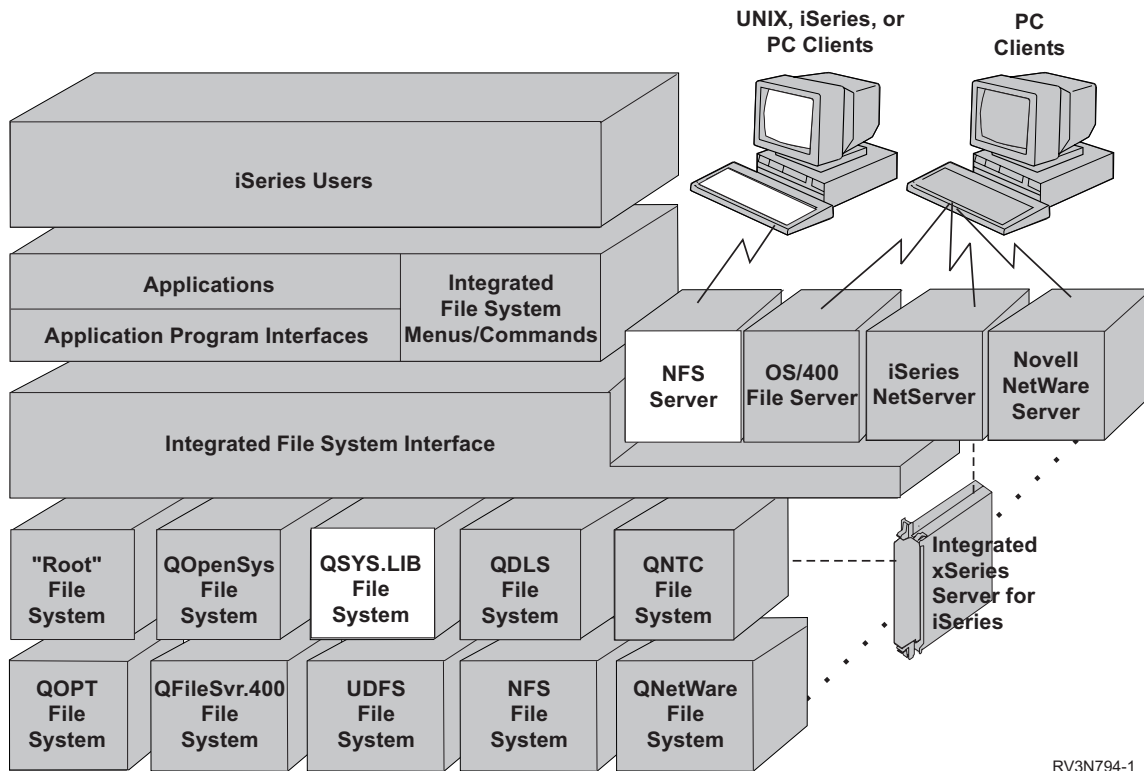 UNIX, iSeries, or
PC Clients
PC
Clients
iSeries Users
Applications
Application Program Interfaces
Integrated
File System
Menus/Commands
NFS
Server
OS/400
File Server
iSeries
NetServer
Novell
NetWare
Server
Integrated File System Interface
"Root"
File
System
QOpenSys
File
System
QSYS.LIB
File
System
QDLS
File
System
QNTC
File
System
Integrated
xSeries
Server for
iSeries
QOPT
File
System
QFileSvr.400
File
System
UDFS
File
System
NFS
File
System
QNetWare
File
System
RV3N794-1